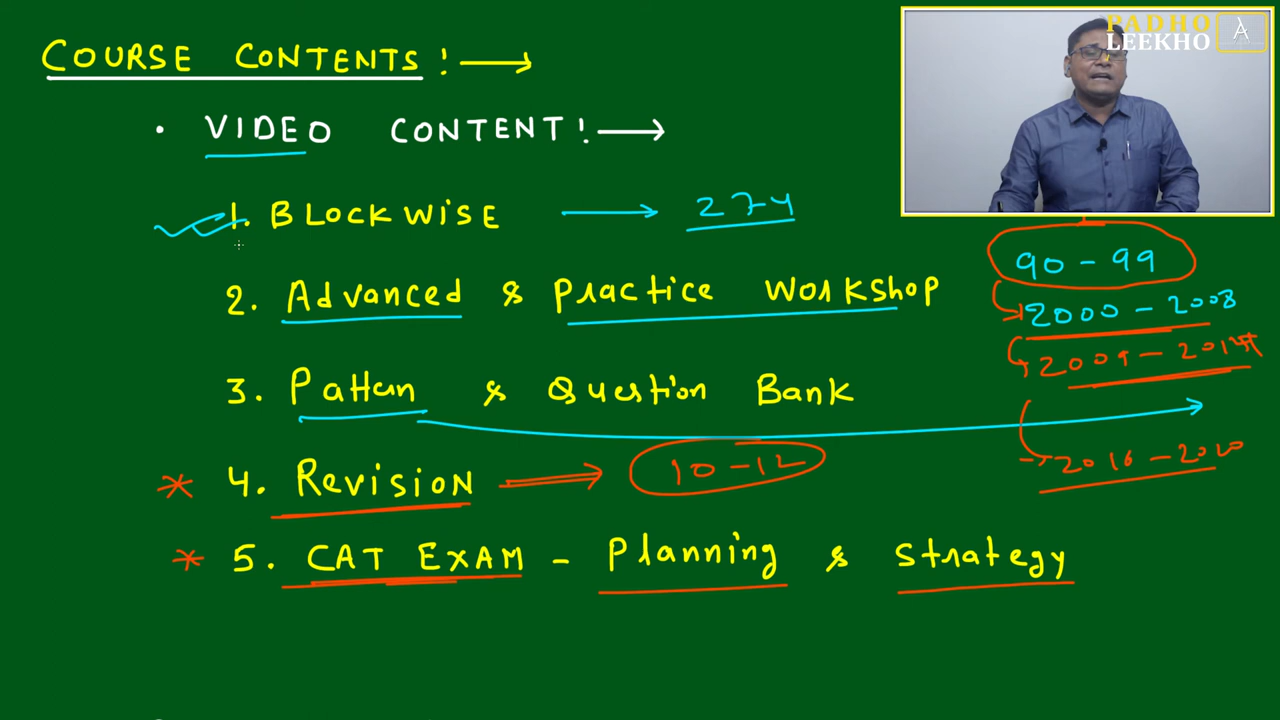 COURSE CONTENTS! →
PADHO
LEEKHO
• VIDEO CONTENT! →
1. BLOCKWISE → 274
90 - 99
2. Advanced & Practice Workshop
2000 - 2008
2009 -
3. Pattern & Question Bank
4. Revision ⇒ 10-12
2016 - 2020
* 5. CAT EXAM - Planning & Strategy